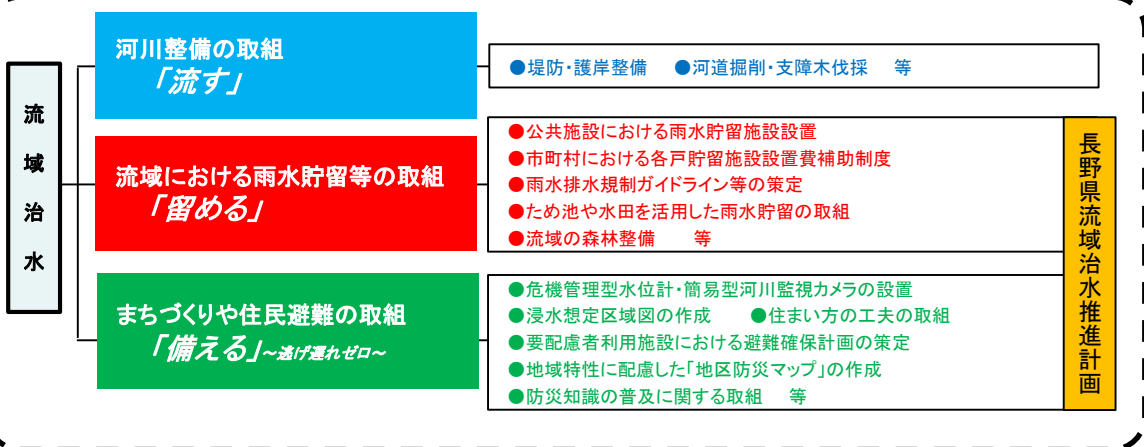 流域治水
河川整備の取組
「流す」
●堤防・護岸整備　●河道掘削・支障木伐採　等
流域における雨水貯留等の取組
「留める」
●公共施設における雨水貯留施設設置
●市町村における各戸貯留施設設置費補助制度
●雨水排水規制ガイドライン等の策定
●ため池や水田を活用した雨水貯留の取組
●流域の森林整備　等
まちづくりや住民避難の取組
「備える」~逃げ遅れゼロ~
●危機管理型水位計・簡易型河川監視カメラの設置
●浸水想定区域図の作成　●住まい方の工夫の取組
●要配慮者利用施設における避難確保計画の策定
●地域特性に配慮した「地区防災マップ」の作成
●防災知識の普及に関する取組　等
長野県流域治水推進計画